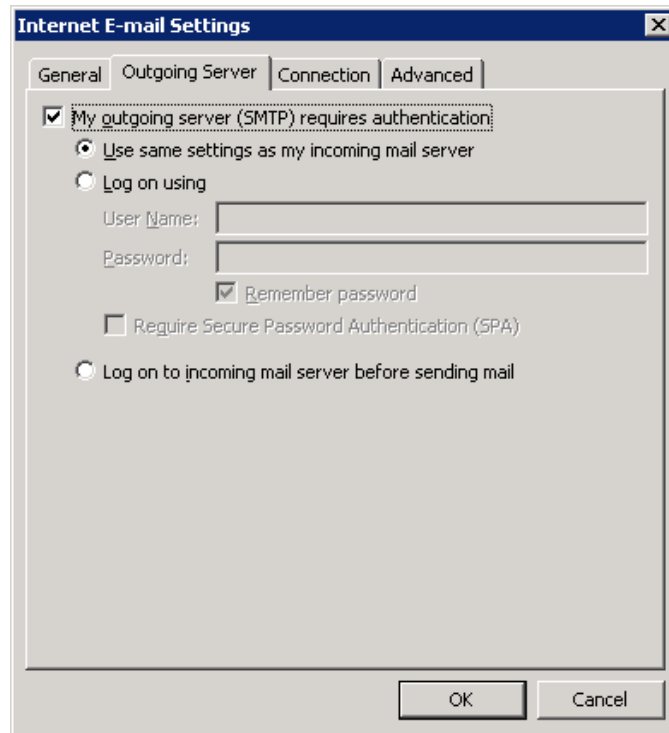 Internet E-mail Settings
General Outgoing Server Connection Advanced
My outgoing server (SMTP) requires authentication
Use same settings as my incoming mail server
Log on using
User Name:
Password:
Remember password
Require Secure Password Authentication (SPA)
Log on to incoming mail server before sending mail
OK Cancel